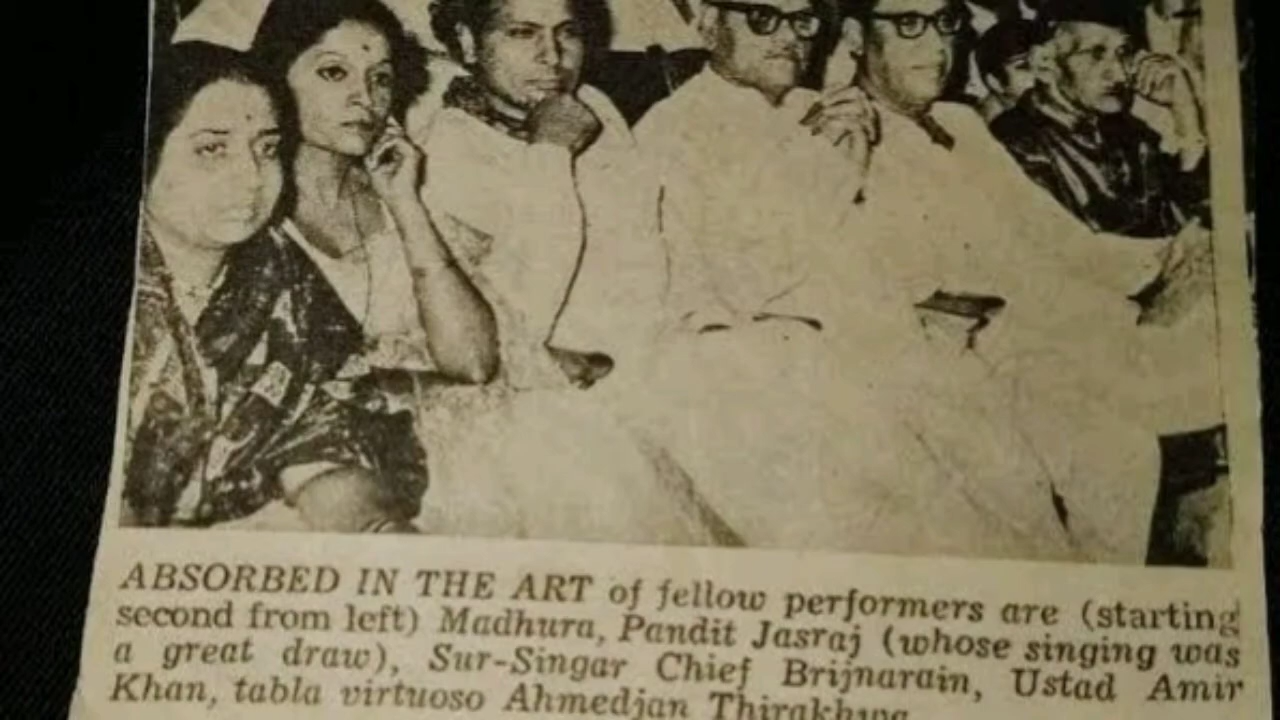 ABSORBED IN THE ART of fellow performers are (starting
second from left) Madhura, Pandit Jasraj (whose singing was
a great draw), Sur-Singar Chief Brijnarain, Ustad Amir
Khan, tabla virtuoso Ahmedjan Thirakhwa